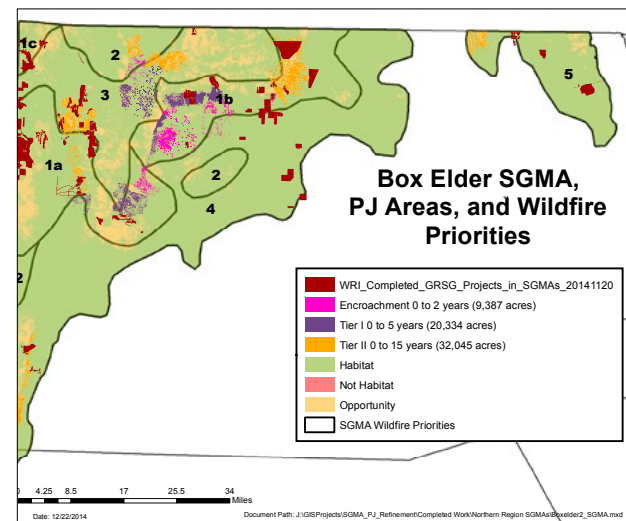 1c
2
3
1b
5
1a
2
4
2
Box Elder SGMA,
PJ Areas, and Wildfire
Priorities
WRI_Completed_GRSG_Projects_in_SGMAs_20141120
Encroachment 0 to 2 years (9,387 acres)
Tier I 0 to 5 years (20,334 acres)
Tier II 0 to 15 years (32,045 acres)
Habitat
Not Habitat
Opportunity
SGMA Wildfire Priorities
0 4.25 8.5 17 25.5 34
Miles
Date: 12/22/2014
Document Path: J:\GISProjects\SGMA_PJ_Refinement\Completed Work\Northern Region SGMAs\Boxelder2_SGMA.mxd